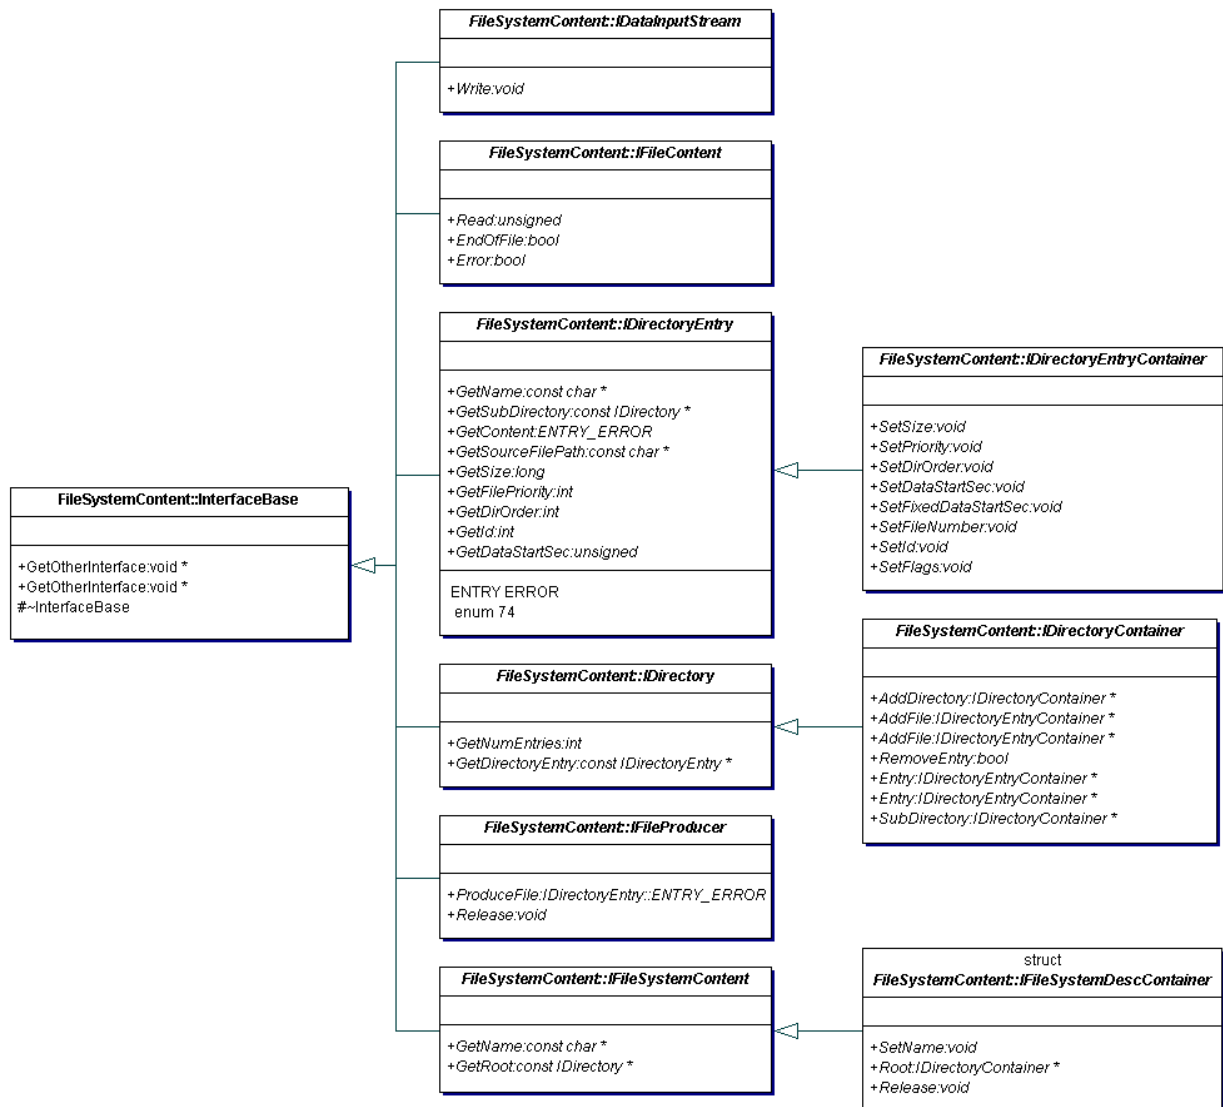 FileSystemContent::IDataInputStream
+Write:void
FileSystemContent::IFileContent
+Read:unsigned
+EndOfFile:bool
+Error:bool
FileSystemContent::IDirectoryEntry
+GetName:const char *
+GetSubDirectory:const IDirectory *
+GetContent:ENTRY_ERROR
+GetSourceFilePath:const char *
+GetSize:long
+GetFilePriority:int
+GetDirOrder:int
+GetId:int
+GetDataStartSec:unsigned
ENTRY ERROR
enum 74
FileSystemContent::IDirectoryEntryContainer
+SetSize:void
+SetPriority:void
+SetDirOrder:void
+SetDataStartSec:void
+SetFixedDataStartSec:void
+SetFileNumber:void
+SetId:void
+SetFlags:void
FileSystemContent::InterfaceBase
+GetOtherInterface:void *
+GetOtherInterface:void *
#~InterfaceBase
FileSystemContent::IDirectory
+GetNumEntries:int
+GetDirectoryEntry:const IDirectoryEntry *
FileSystemContent::IDirectoryContainer
+AddDirectory:IDirectoryContainer *
+AddFile:IDirectoryEntryContainer *
+AddFile:IDirectoryEntryContainer *
+RemoveEntry:bool
+Entry:IDirectoryEntryContainer *
+Entry:IDirectoryEntryContainer *
+SubDirectory:IDirectoryContainer *
FileSystemContent::IFileProducer
+ProduceFile:IDirectoryEntry::ENTRY_ERROR
+Release:void
FileSystemContent::IFileSystemContent
+GetName:const char *
+GetRoot:const IDirectory *
struct
FileSystemContent::IFileSystemDescContainer
+SetName:void
+Root:IDirectoryContainer *
+Release:void